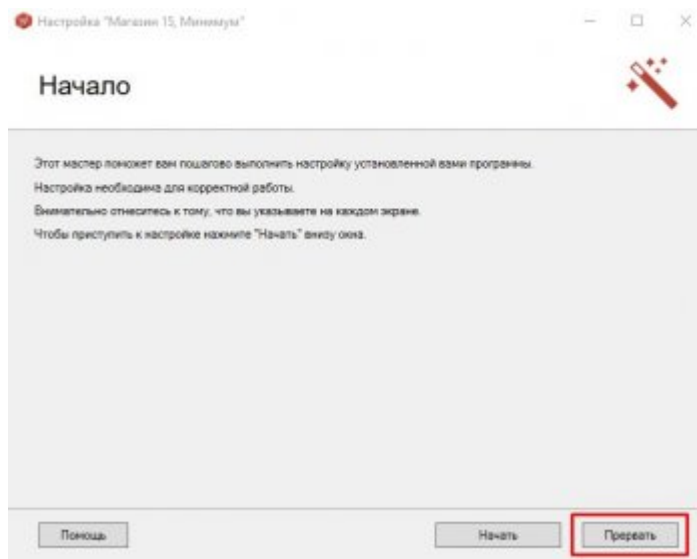 Настройка "Магазин 15, Минимум"
Начало
Этот мастер поможет вам пошагово выполнить настройку установленной вами программы.
Настройка необходима для корректной работы.
Внимательно отнеситесь к тому, что вы указываете на каждом экране.
Чтобы приступить к настройке нажмите "Начать" внизу окна.
Помощь
Начать
Прервать